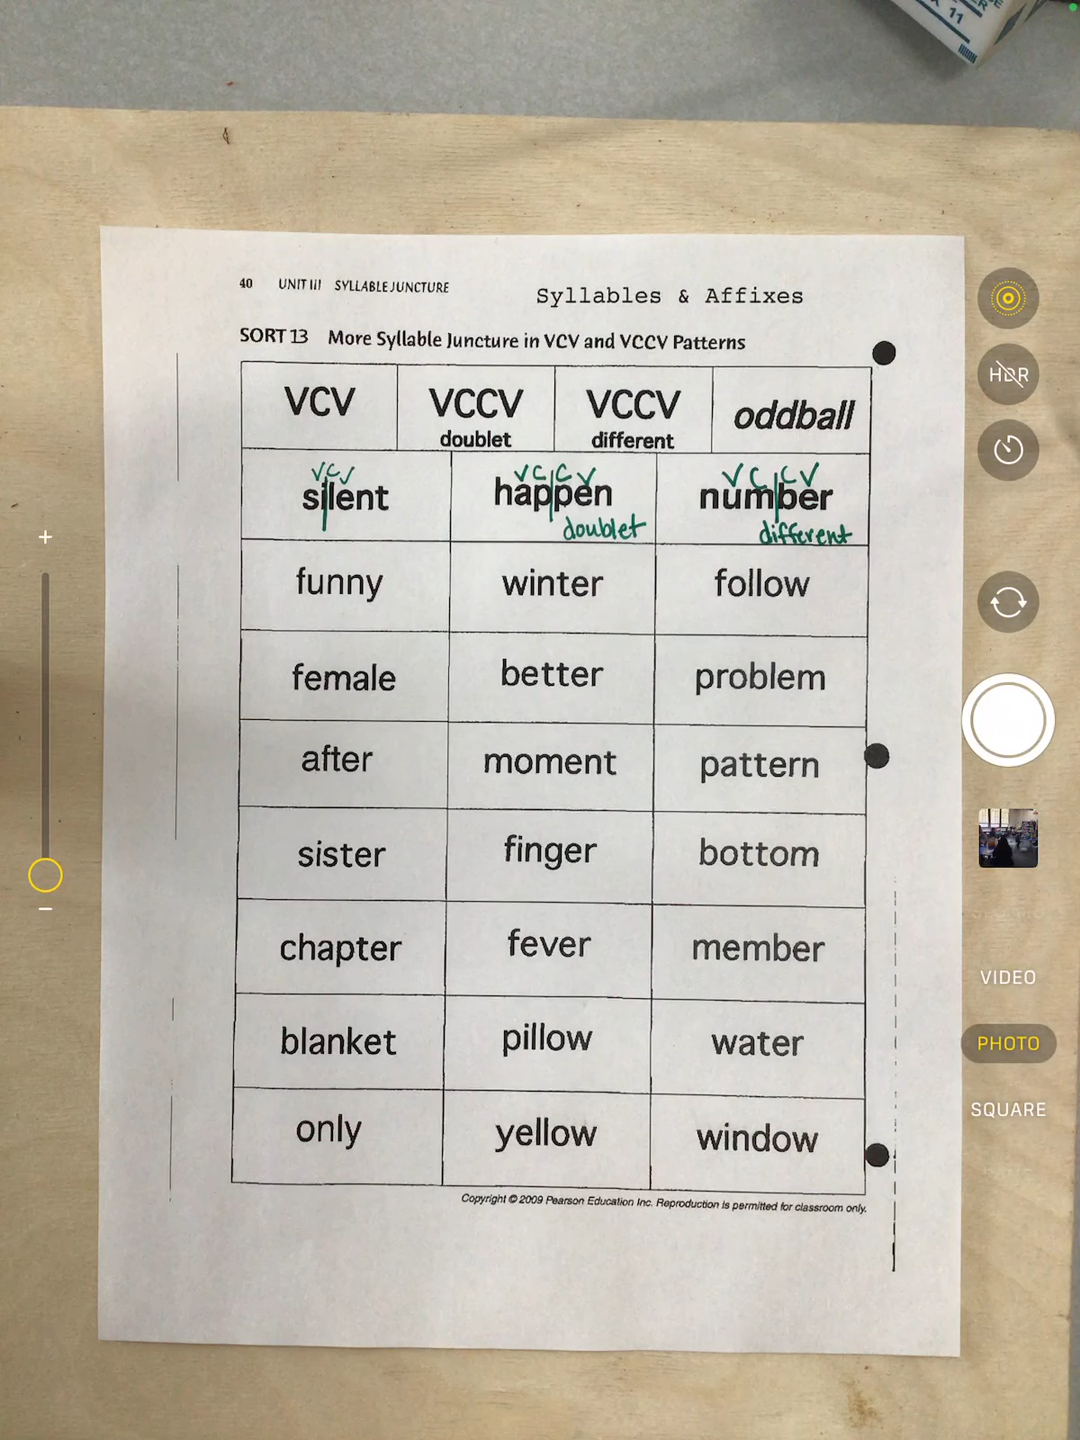 11
40 UNIT III SYLLABLE JUNCTURE
Syllables & Affixes
SORT 13 More Syllable Juncture in VCV and VCCV Patterns
VCV VCCV VCCV oddball
doublet different
VCV VCCV VCCV
silent happen number
doublet different
funny winter follow
female better problem
after moment pattern
sister finger bottom
chapter fever member
blanket pillow water
only yellow window
Copyright © 2009 Pearson Education Inc. Reproduction is permitted for classroom only.
HDR
VIDEO
PHOTO
SQUARE